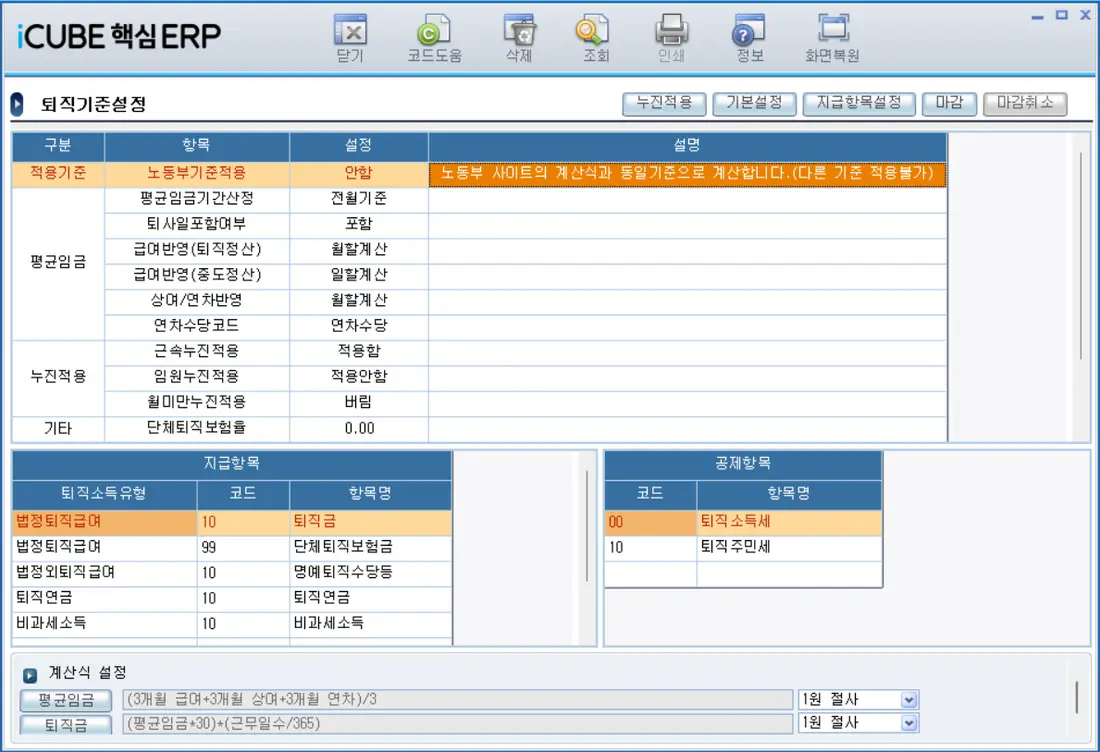 iCUBE 핵심ERP
닫기 코드도움 삭제 조회 인쇄 정보 화면복원
퇴직기준설정 누진적용 기본설정 지급항목설정 마감 마감취소
구분 항목 설정 설명
적용기준 노동부기준적용 안함 노동부 사이트의 계산식과 동일기준으로 계산합니다.(다른 기준 적용불가)
평균임금기간산정 전월기준
퇴사일포함여부 포함
급여반영(퇴직정산) 월할계산
평균임금
급여반영(중도정산) 일할계산
상여/연차반영 월할계산
연차수당코드 연차수당
근속누진적용 적용함
누진적용 임원누진적용 적용안함
월미만누진적용 버림
기타 단체퇴직보험율 0.00
지급항목
퇴직소득유형 코드 항목명
법정퇴직급여 10 퇴직금
법정퇴직급여 99 단체퇴직보험금
법정외퇴직급여 10 명예퇴직수당등
퇴직연금 10 퇴직연금
비과세소득 10 비과세소득
공제항목
코드 항목명
00 퇴직소득세
10 퇴직주민세
계산식 설정
평균임금 (3개월 급여+3개월 상여+3개월 연차)/3 1원 절사
퇴직금 (평균임금*30)*(근무일수/365) 1원 절사